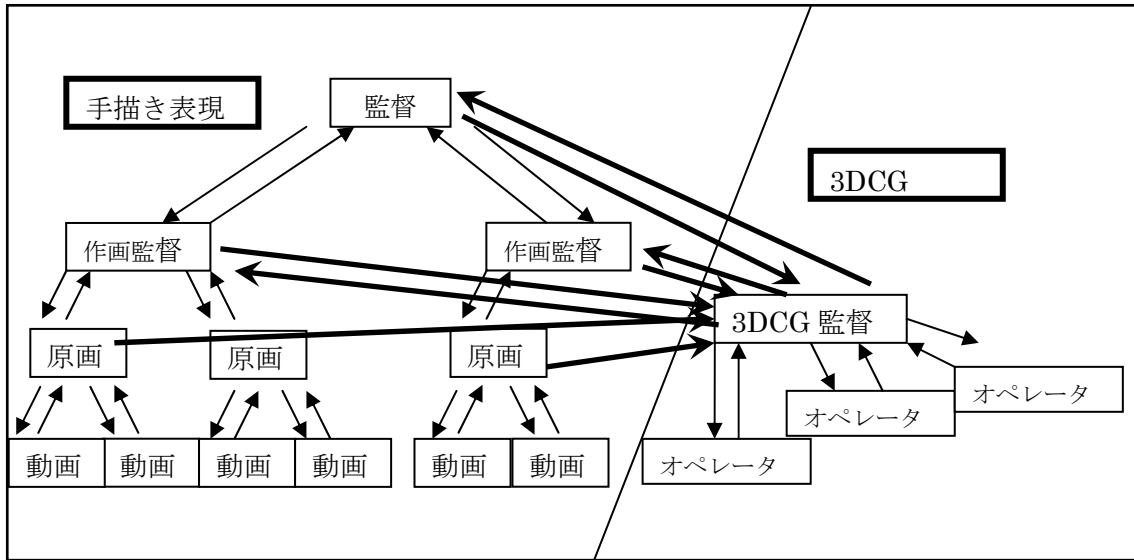 手描き表現
監督
3DCG
作画監督
作画監督
3DCG 監督
原画
原画
原画
オペレータ
オペレータ
オペレータ
動画
動画
動画
動画
動画
動画